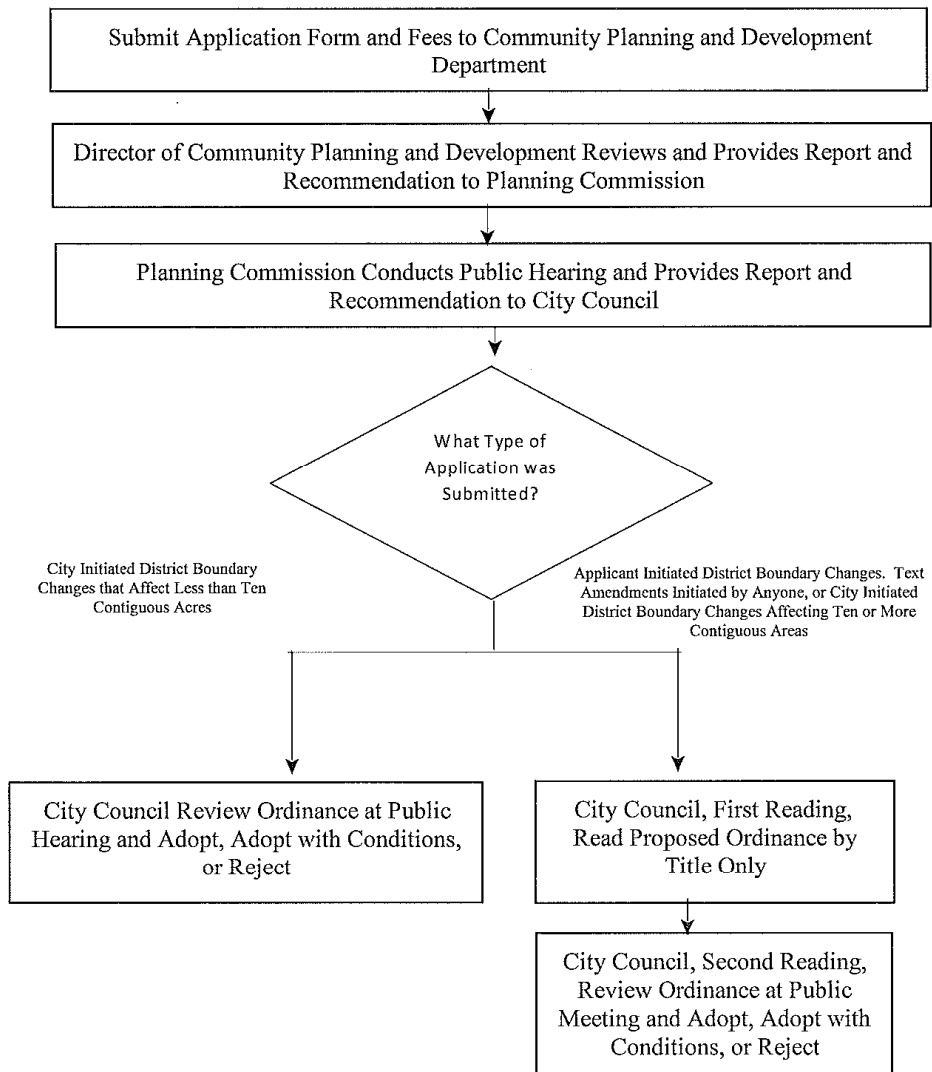 Submit Application Form and Fees to Community Planning and Development
Department
Director of Community Planning and Development Reviews and Provides Report and
Recommendation to Planning Commission
Planning Commission Conducts Public Hearing and Provides Report and
Recommendation to City Council
What Type of
Application was
Submitted?
City Initiated District Boundary
Changes that Affect Less than Ten
Contiguous Acres
Applicant Initiated District Boundary Changes. Text
Amendments Initiated by Anyone, or City Initiated
District Boundary Changes Affecting Ten or More
Contiguous Areas
City Council Review Ordinance at Public
Hearing and Adopt, Adopt with Conditions,
or Reject
City Council, First Reading,
Read Proposed Ordinance by
Title Only
City Council, Second Reading,
Review Ordinance at Public
Meeting and Adopt, Adopt with
Conditions, or Reject